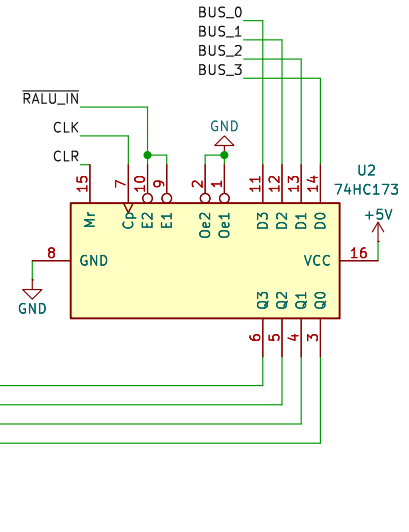 BUS_0
BUS_1
BUS_2
BUS_3
RALU_IN
CLK
CLR
GND
U2
74HC173
+5V
15 7 10 9 2 1 11 12 13 14
Mr Cp E2 E1 Oe2 Oe1 D3 D2 D1 D0
8 GND VCC 16
GND
Q3 Q2 Q1 Q0
6 5 4 3